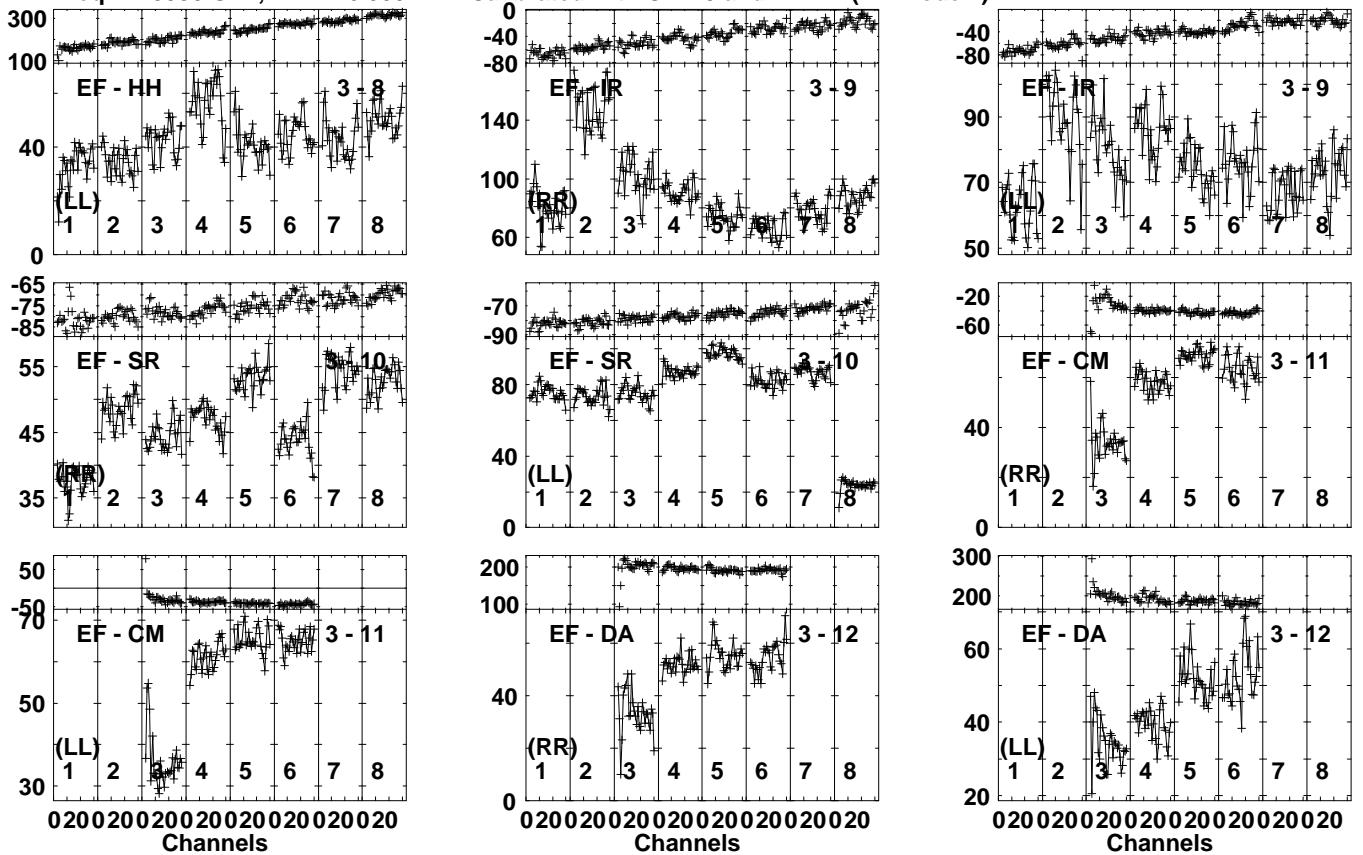 300
100
EF - HH 3 - 8
40
(LL)
1 2 3 4 5 6 7 8
0
0
-40
-80
EF - IR 3 - 9
140
100
(RR)
60
1 2 3 4 5 6 7 8
-40
-80
EF - IR 3 - 9
90
70
(LL)
50
1 2 3 4 5 6 7 8
-65
-75
-85
EF - SR 3 - 10
55
45
(RR)
35
1 2 3 4 5 6 7 8
-70
-90
EF - SR 3 - 10
80
40
(LL)
0
1 2 3 4 5 6 7 8
-20
-60
EF - CM 3 - 11
40
(RR)
0
1 2 3 4 5 6 7 8
50
-50
70
EF - CM 3 - 11
50
(LL)
30
1 2 3 4 5 6 7 8
0 20 0 20 0 20 0 20 0 20 0 20 0 20 0 20
Channels
200
100
EF - DA 3 - 12
40
(RR)
0
1 2 3 4 5 6 7 8
0 20 0 20 0 20 0 20 0 20 0 20 0 20 0 20
Channels
300
200
EF - DA 3 - 12
60
40
(LL)
20
1 2 3 4 5 6 7 8
0 20 0 20 0 20 0 20 0 20 0 20 0 20 0 20
Channels